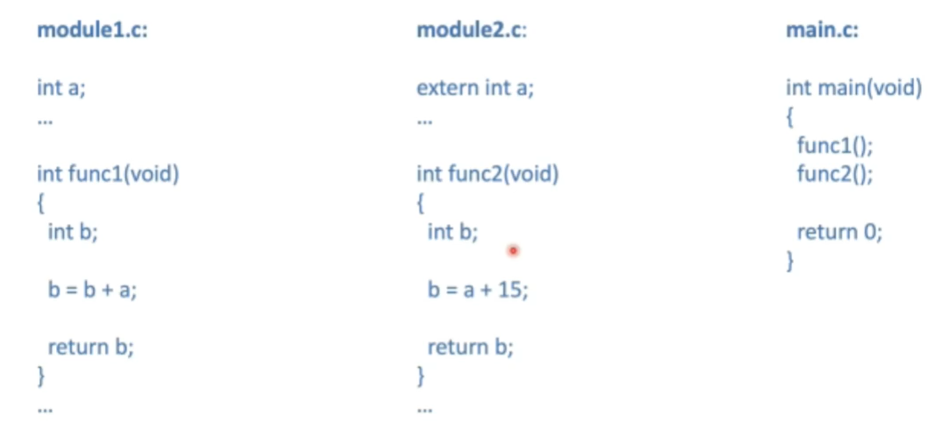 module1.c:
int a;
...
int func1(void)
{
int b;
b = b + a;
return b;
}
...
module2.c:
extern int a;
...
int func2(void)
{
int b;
b = a + 15;
return b;
}
...
main.c:
int main(void)
{
func1();
func2();
return 0;
}